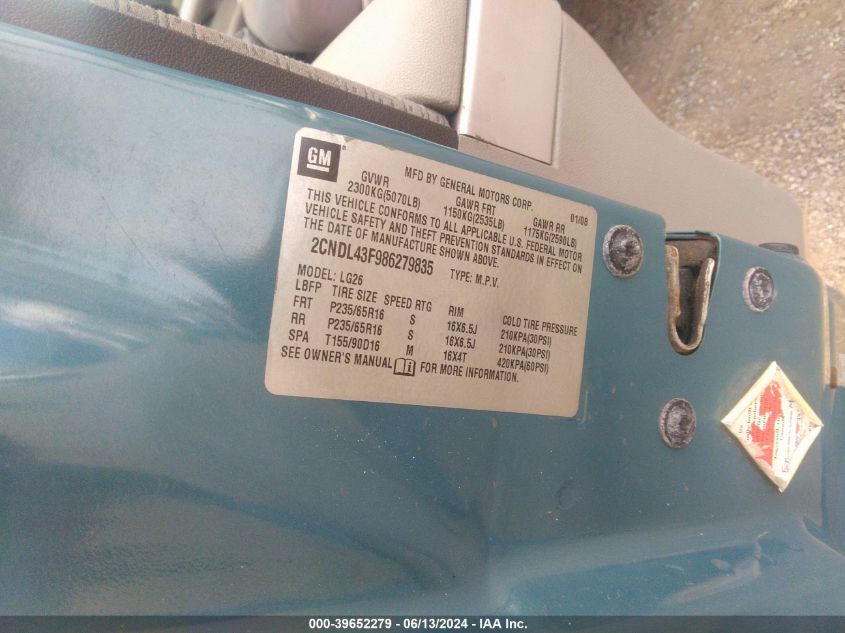 GM
MFD BY GENERAL MOTORS CORP. 01/08
GVWR GAWR FRT GAWR RR
2300KG(5070LB) 1150KG(2535LB) 1175KG(2590LB)
THIS VEHICLE CONFORMS TO ALL APPLICABLE U.S. FEDERAL MOTOR
VEHICLE SAFETY AND THEFT PREVENTION STANDARDS IN EFFECT ON
THE DATE OF MANUFACTURE SHOWN ABOVE.
2CNDL43F986279835 TYPE: M.P.V.
MODEL: LG26
LBFP TIRE SIZE SPEED RTG RIM COLD TIRE PRESSURE
FRT P235/65R16 S 16X6.5J 210KPA(30PSI)
RR P235/65R16 S 16X6.5J 210KPA(30PSI)
SPA T155/90D16 M 16X4T 420KPA(60PSI)
SEE OWNER'S MANUAL FOR MORE INFORMATION.
000-39652279 - 06/13/2024 - IAA Inc.